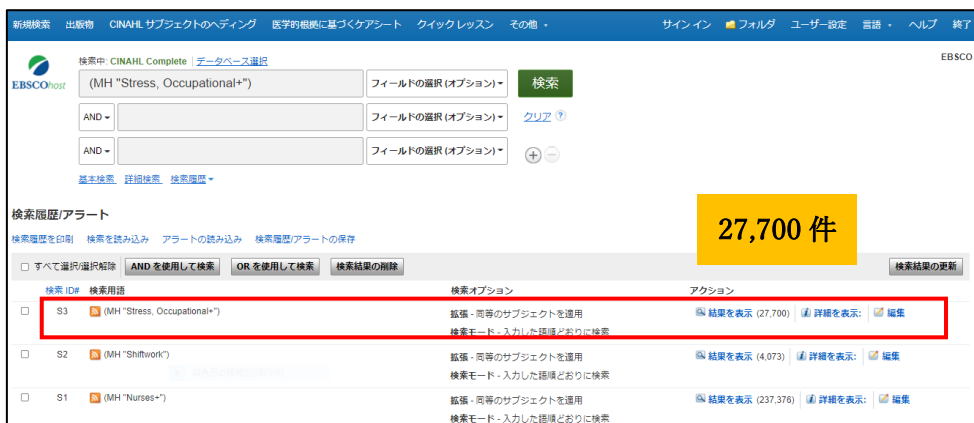 新規検索 出版物 CINAHL サブジェクトのヘディング 医学的根拠に基づくケアシート クイックレッスン その他 サインイン フォルダ ユーザー設定 言語 ヘルプ 終了
検索中: CINAHL Complete データベース選択 EBSCO
EBSCOhost (MH "Stress, Occupational+") フィールドの選択 (オプション) 検索
AND フィールドの選択 (オプション) クリア ?
AND フィールドの選択 (オプション) + −
基本検索 詳細検索 検索履歴
検索履歴/アラート
27,700 件
検索履歴を印刷 検索を読み込み アラートの読み込み 検索履歴/アラートの保存
すべて選択/選択解除 AND を使用して検索 OR を使用して検索 検索結果の削除 検索結果の更新
検索 ID# 検索用語 検索オプション アクション
S3 (MH "Stress, Occupational+") 拡張 - 同等のサブジェクトを適用 結果を表示 (27,700) 詳細を表示: 編集
検索モード - 入力した語順どおりに検索
S2 (MH "Shiftwork") 拡張 - 同等のサブジェクトを適用 結果を表示 (4,073) 詳細を表示: 編集
検索モード - 入力した語順どおりに検索
S1 (MH "Nurses+") 拡張 - 同等のサブジェクトを適用 結果を表示 (237,376) 詳細を表示: 編集
検索モード - 入力した語順どおりに検索